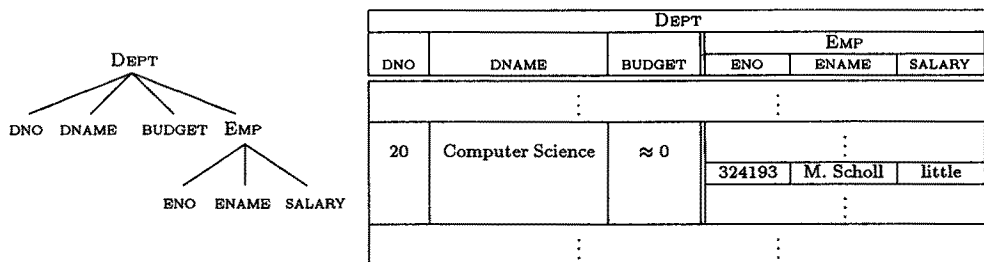 DEPT
DNO DNAME BUDGET EMP
ENO ENAME SALARY
DEPT
DNO DNAME BUDGET EMP
ENO ENAME SALARY
⋮ ⋮
20 Computer Science ≈ 0 ⋮
324193 M. Scholl little
⋮
⋮ ⋮